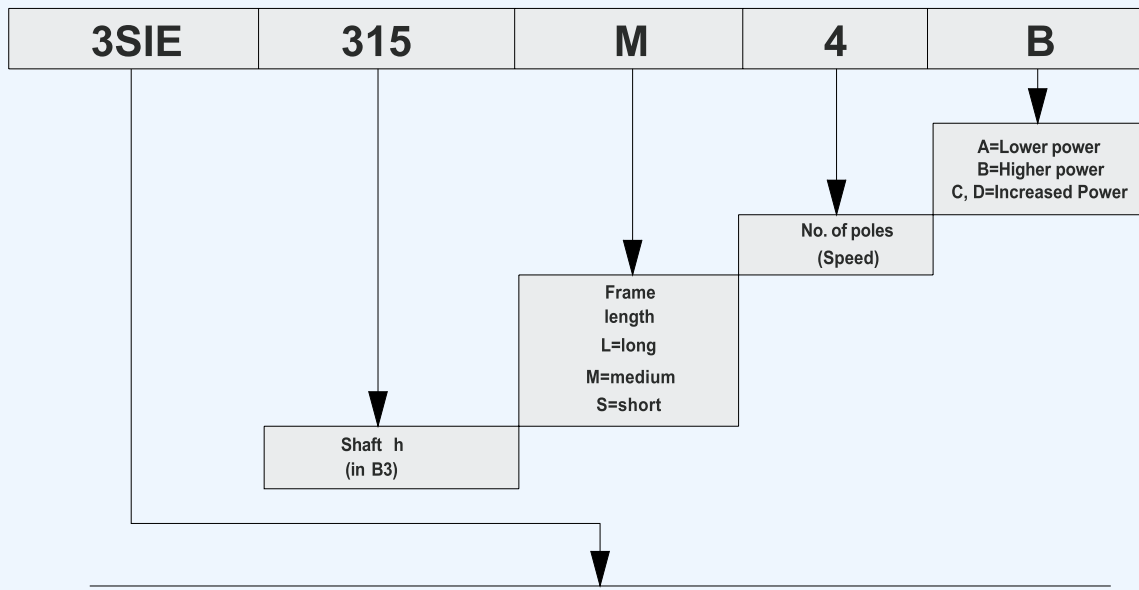 3SIE 315 M 4 B
A=Lower power
B=Higher power
C, D=Increased Power
No. of poles
(Speed)
Frame
length
L=long
M=medium
S=short
Shaft h
(in B3)